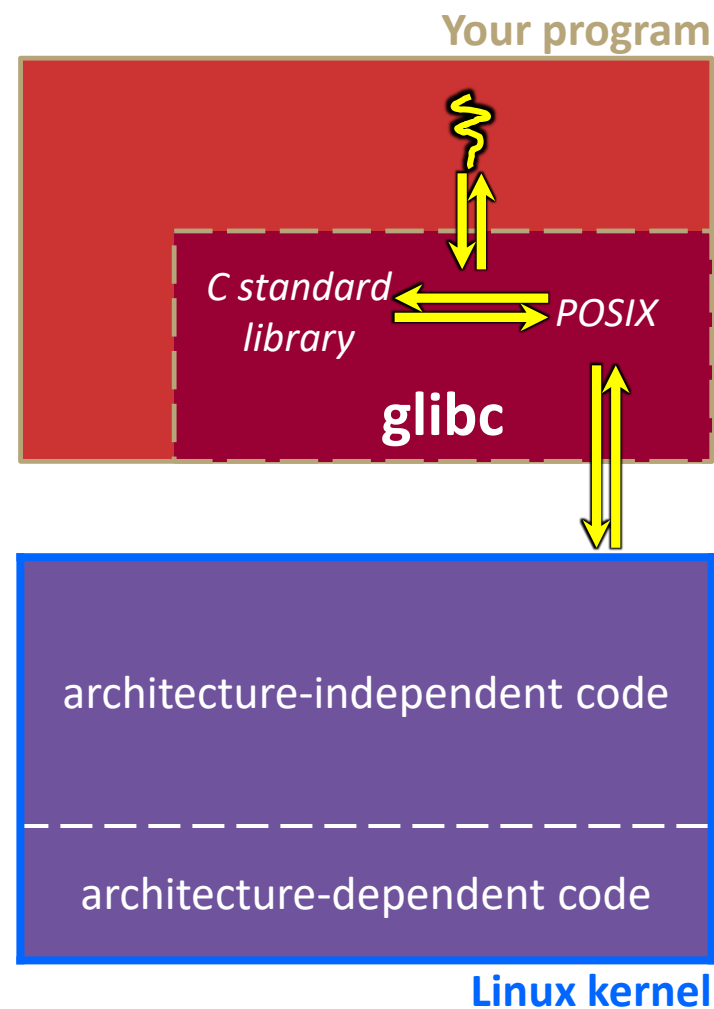 Your program
C standard
library
POSIX
glibc
architecture-independent code
architecture-dependent code
Linux kernel